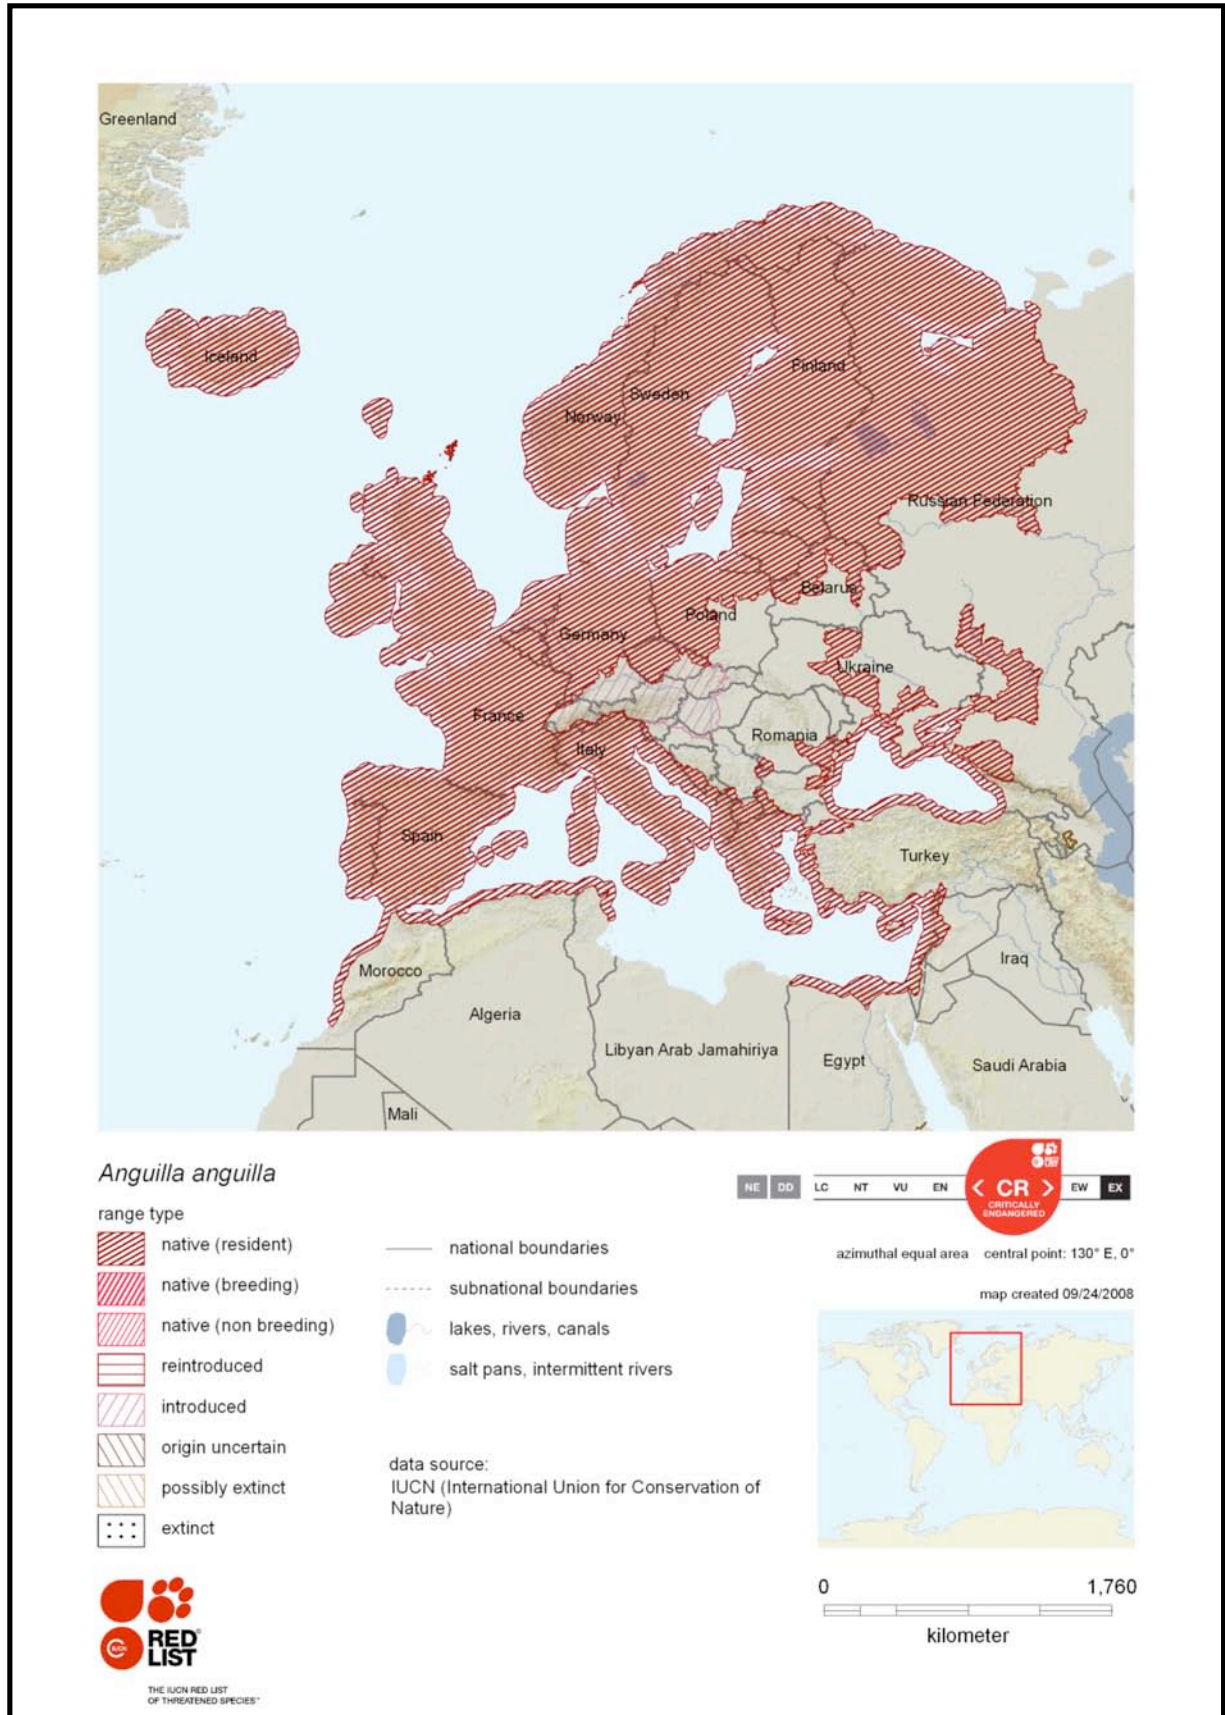 Greenland
Iceland
Finland
Sweden
Norway
Russian Federation
Belarus
Poland
Germany
Ukraine
France
Romania
Italy
Spain
Turkey
Iraq
Morocco
Algeria
Libyan Arab Jamahiriya
Egypt
Saudi Arabia
Mali
Anguilla anguilla
range type
native (resident)
native (breeding)
native (non breeding)
reintroduced
introduced
origin uncertain
possibly extinct
extinct
national boundaries
subnational boundaries
lakes, rivers, canals
salt pans, intermittent rivers
data source:
IUCN (International Union for Conservation of
Nature)
NE DD LC NT VU EN < CR > EW EX
CRITICALLY
ENDANGERED
azimuthal equal area central point: 130° E, 0°
map created 09/24/2008
0 1,760
kilometer
IUCN
RED
LIST
THE IUCN RED LIST
OF THREATENED SPECIES™